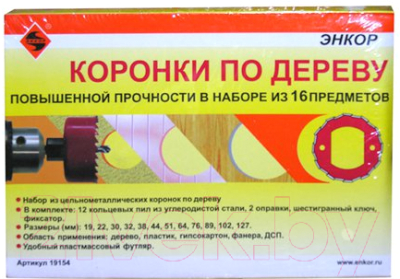 ЭНКОР
КОРОНКИ ПО ДЕРЕВУ
ПОВЫШЕННОЙ ПРОЧНОСТИ В НАБОРЕ ИЗ 16 ПРЕДМЕТОВ
Набор из цельнометаллических коронок по дереву
В комплекте: 12 кольцевых пил из углеродистой стали, 2 оправки, шестигранный ключ,
фиксатор.
Размеры (мм): 19, 22, 30, 32, 38, 44, 51, 64, 76, 89, 102, 127.
Область применения: дерево, пластик, гипсокартон, фанера, ДСП.
Удобный пластмассовый футляр.
Артикул 19154
www.enkor.ru